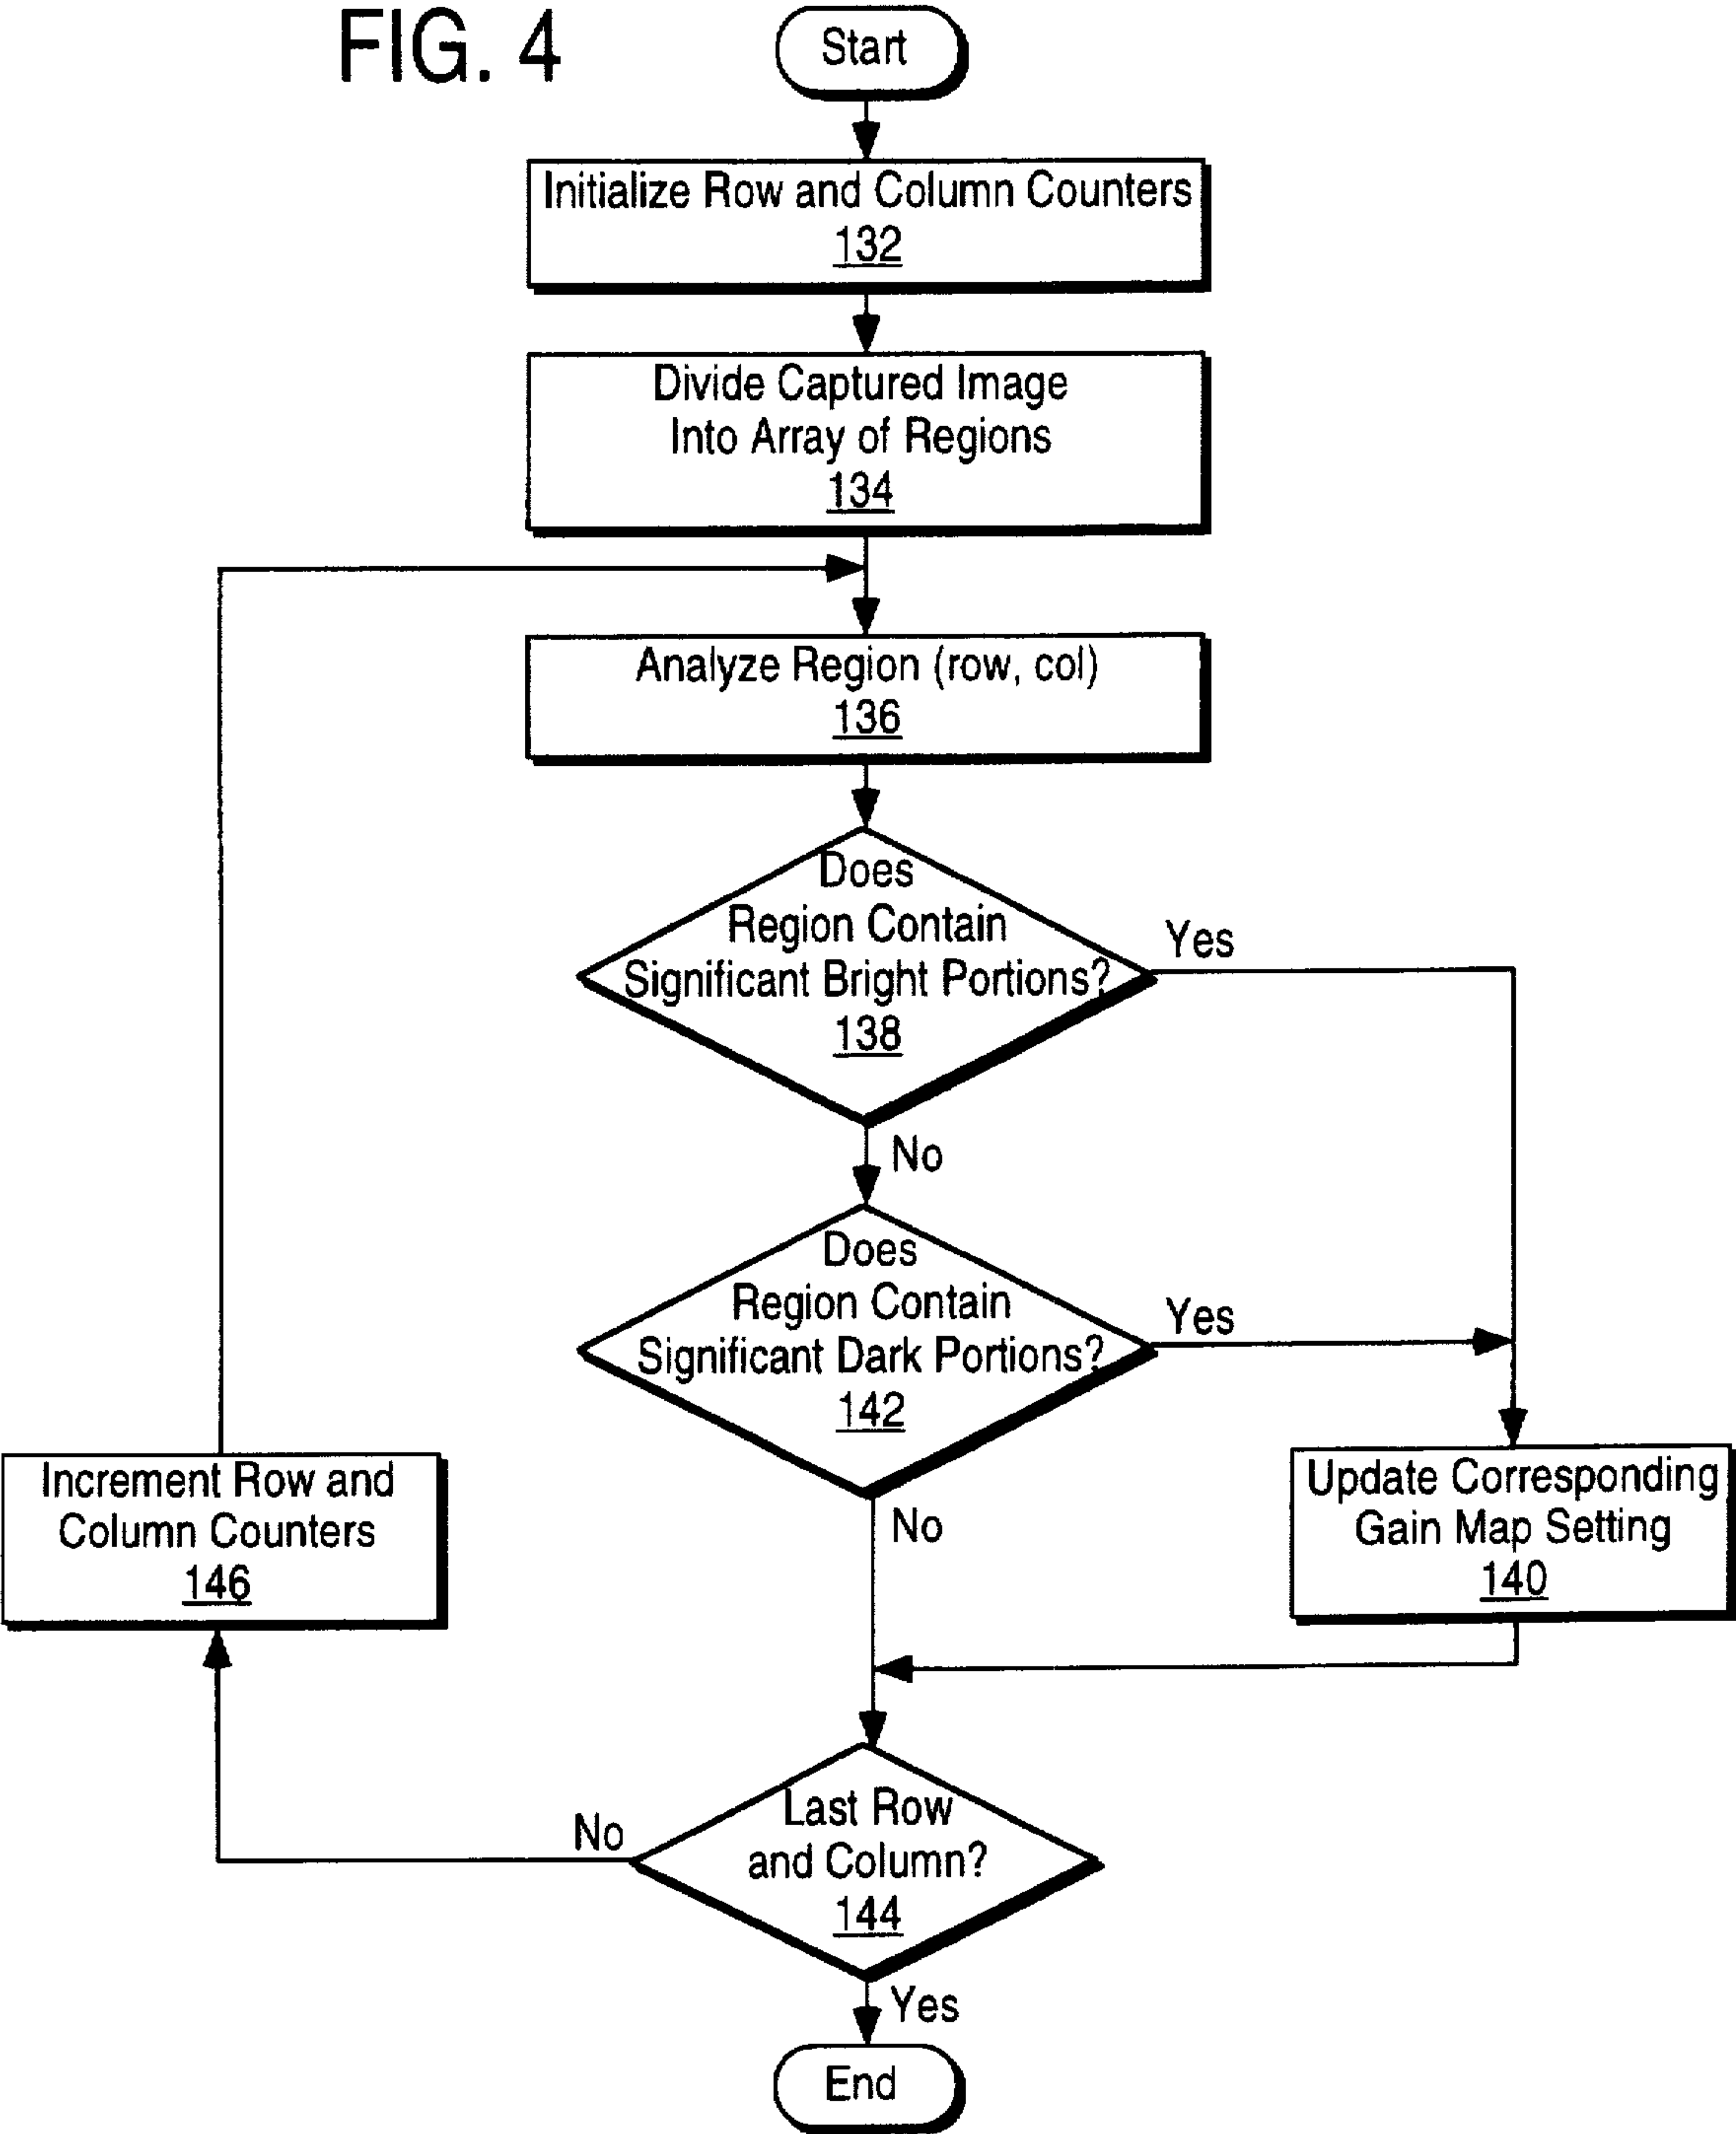 FIG. 4
Start
Initialize Row and Column Counters
132
Divide Captured Image
Into Array of Regions
134
Analyze Region (row, col)
136
Does
Region Contain
Significant Bright Portions?
138
Yes
No
Does
Region Contain
Significant Dark Portions?
142
Yes
No
Increment Row and
Column Counters
146
Update Corresponding
Gain Map Setting
140
Last Row
and Column?
144
No
Yes
End